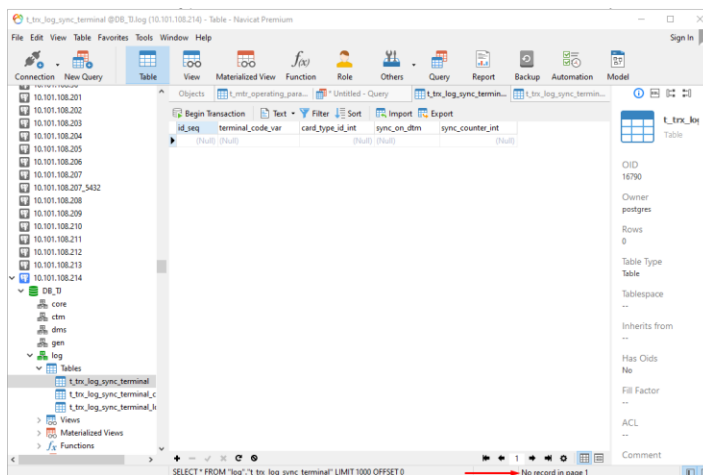 t_trx_log_sync_terminal @DB_TJ.log (10.101.108.214) - Table - Navicat Premium
File Edit View Table Favorites Tools Window Help
Sign In
Connection New Query Table View Materialized View Function Role Others Query Report Backup Automation Model
Objects t_mtr_operating_para... * Untitled - Query t_trx_log_sync_termin... t_trx_log_sync_termin...
Begin Transaction Text Filter Sort Import Export
id_seq terminal_code_var card_type_id_int sync_on_dtm sync_counter_int
(Null) (Null) (Null) (Null) (Null)
10.101.108.201
10.101.108.202
10.101.108.203
10.101.108.204
10.101.108.205
10.101.108.206
10.101.108.207
10.101.108.207_5432
10.101.108.208
10.101.108.209
10.101.108.210
10.101.108.211
10.101.108.212
10.101.108.213
10.101.108.214
DB_TJ
core
ctm
dms
gen
log
Tables
t_trx_log_sync_terminal
t_trx_log_sync_terminal_c
t_trx_log_sync_terminal_lo
Views
Materialized Views
Functions
t_trx_log
Table
OID
16790
Owner
postgres
Rows
0
Table Type
Table
Tablespace
--
Inherits from
--
Has Oids
No
Fill Factor
--
ACL
--
Comment
1
SELECT * FROM "log"."t_trx_log_sync_terminal" LIMIT 1000 OFFSET 0
No record in page 1